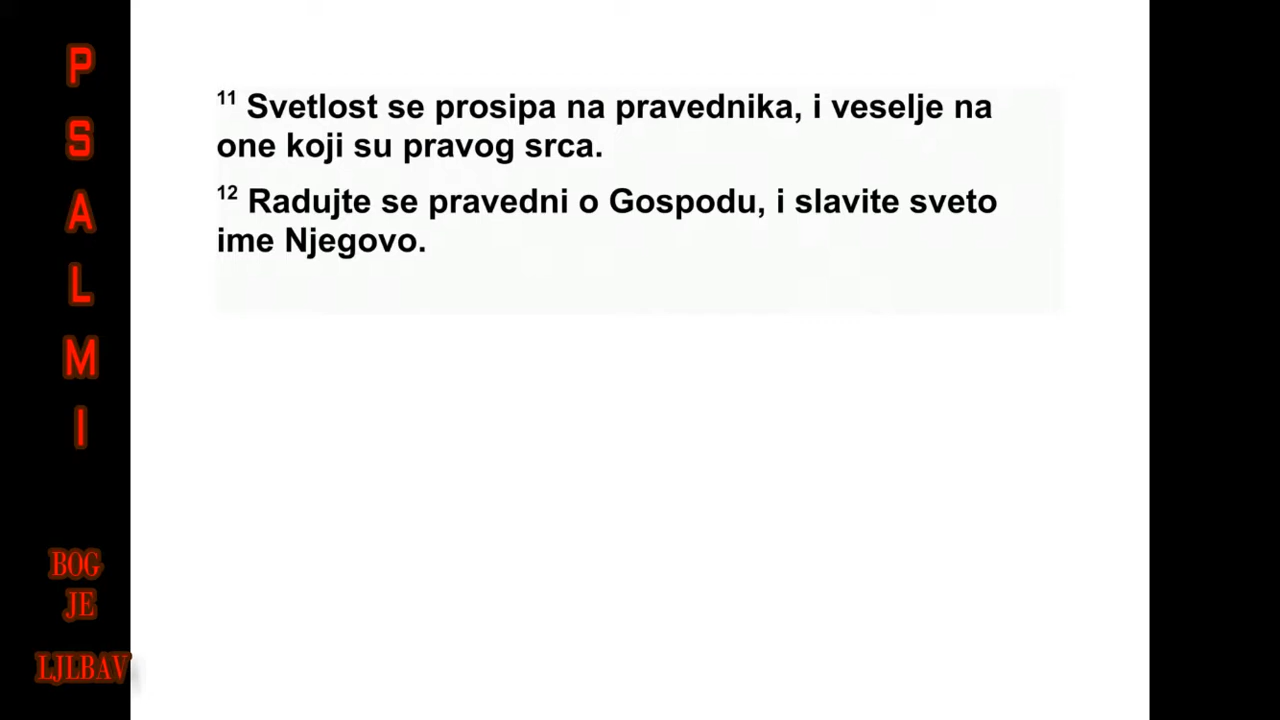 PSALMI
BOG
JE
LJLBAV
11 Svetlost se prosipa na pravednika, i veselje na
one koji su pravog srca.
12 Radujte se pravedni o Gospodu, i slavite sveto
ime Njegovo.